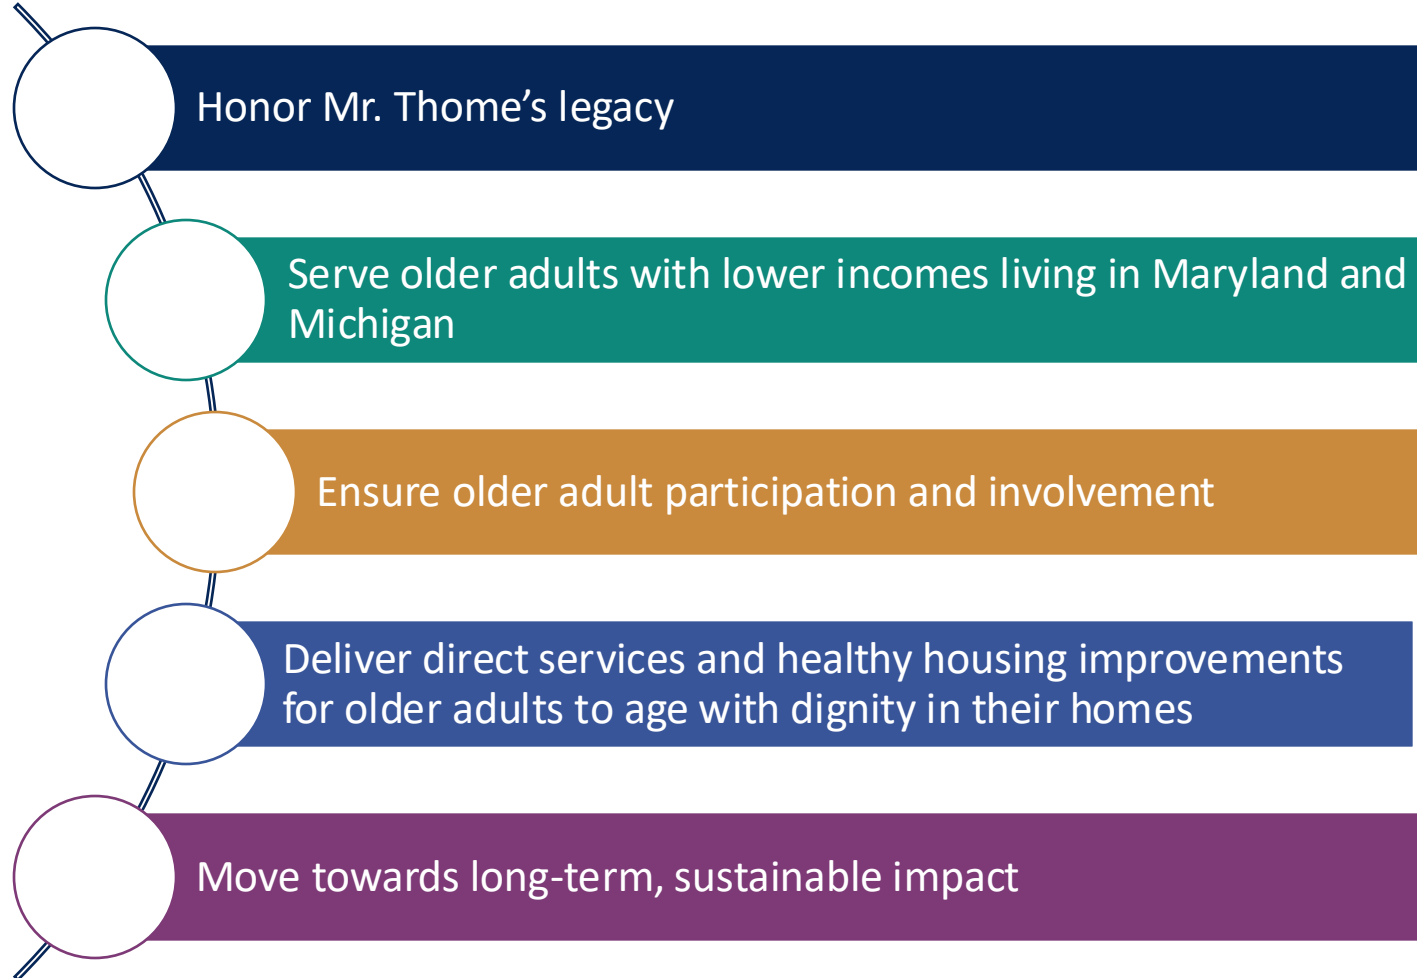 Honor Mr. Thome’s legacy
Serve older adults with lower incomes living in Maryland and
Michigan
Ensure older adult participation and involvement
Deliver direct services and healthy housing improvements
for older adults to age with dignity in their homes
Move towards long-term, sustainable impact